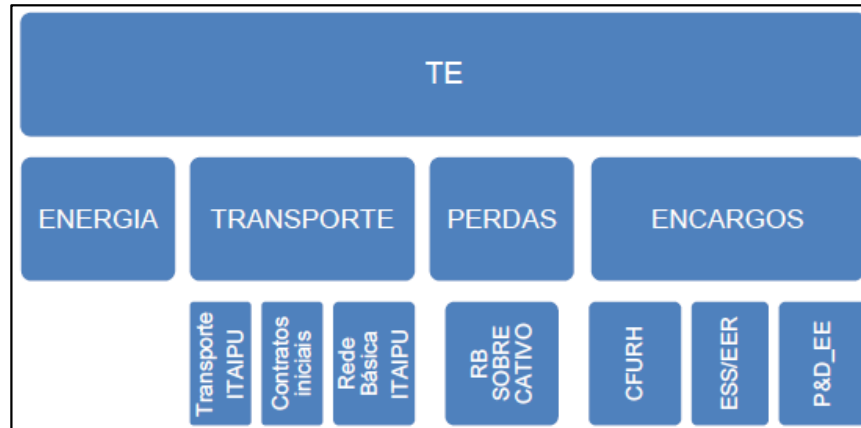 TE
ENERGIA
TRANSPORTE
PERDAS
ENCARGOS
Transporte
ITAIPU
Contratos
iniciais
Rede
Básica
ITAIPU
RB
SOBRE
CATIVO
CFURH
ESS/EER
P&D_EE